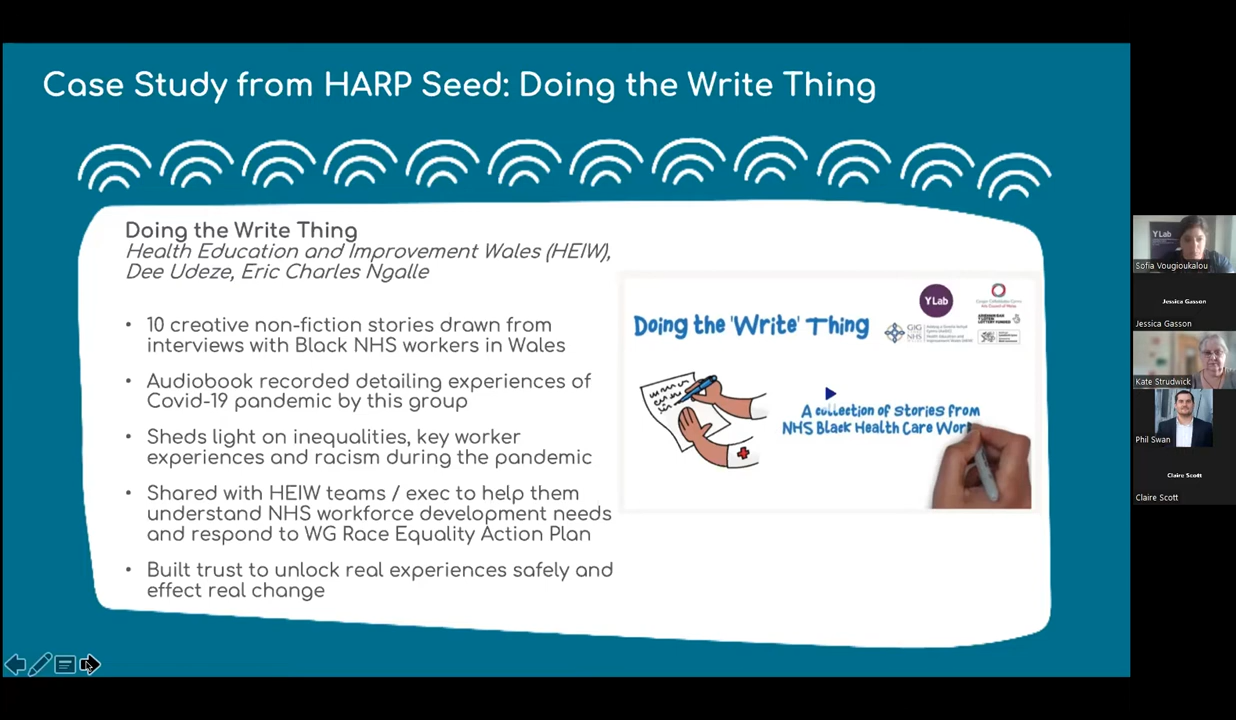 Case Study from HARP Seed: Doing the Write Thing
Doing the Write Thing
Health Education and Improvement Wales (HEIW),
Dee Udeze, Eric Charles Ngalle
• 10 creative non-fiction stories drawn from
interviews with Black NHS workers in Wales
• Audiobook recorded detailing experiences of
Covid-19 pandemic by this group
• Sheds light on inequalities, key worker
experiences and racism during the pandemic
• Shared with HEIW teams / exec to help them
understand NHS workforce development needs
and respond to WG Race Equality Action Plan
• Built trust to unlock real experiences safely and
effect real change
Y Lab
Doing the 'Write' Thing
GIG
NHS
A collection of stories from
NHS Black Health Care Wor
Y Lab
Sofia Vougioukalou
Jessica Gasson
Jessica Gasson
Kate Strudwick
Phil Swan
Claire Scott
Claire Scott